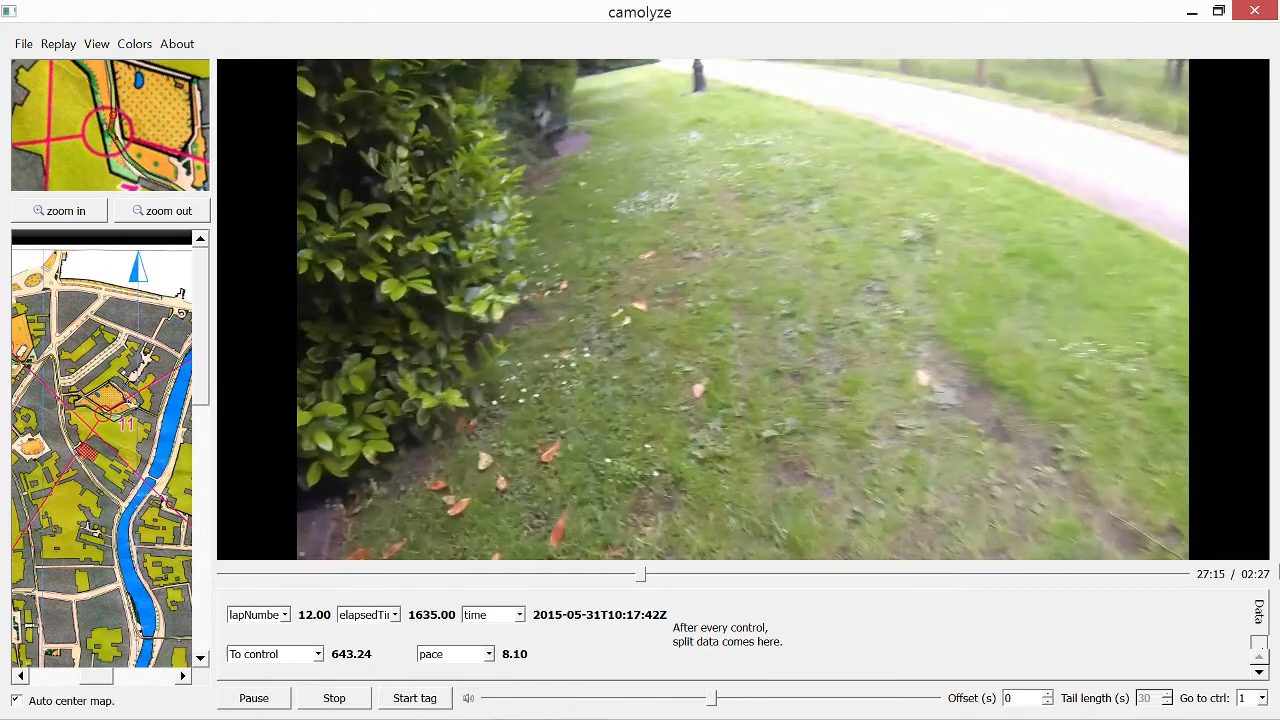 camolyze
File Replay View Colors About
zoom in zoom out
11
27:15 / 02:27
lapNumbe 12.00 elapsedTii 1635.00 time 2015-05-31T10:17:42Z
After every control,
split data comes here.
Data
To control 643.24 pace 8.10
Auto center map.
Pause Stop Start tag Offset (s) 0 Tail length (s) 30 Go to ctrl: 1